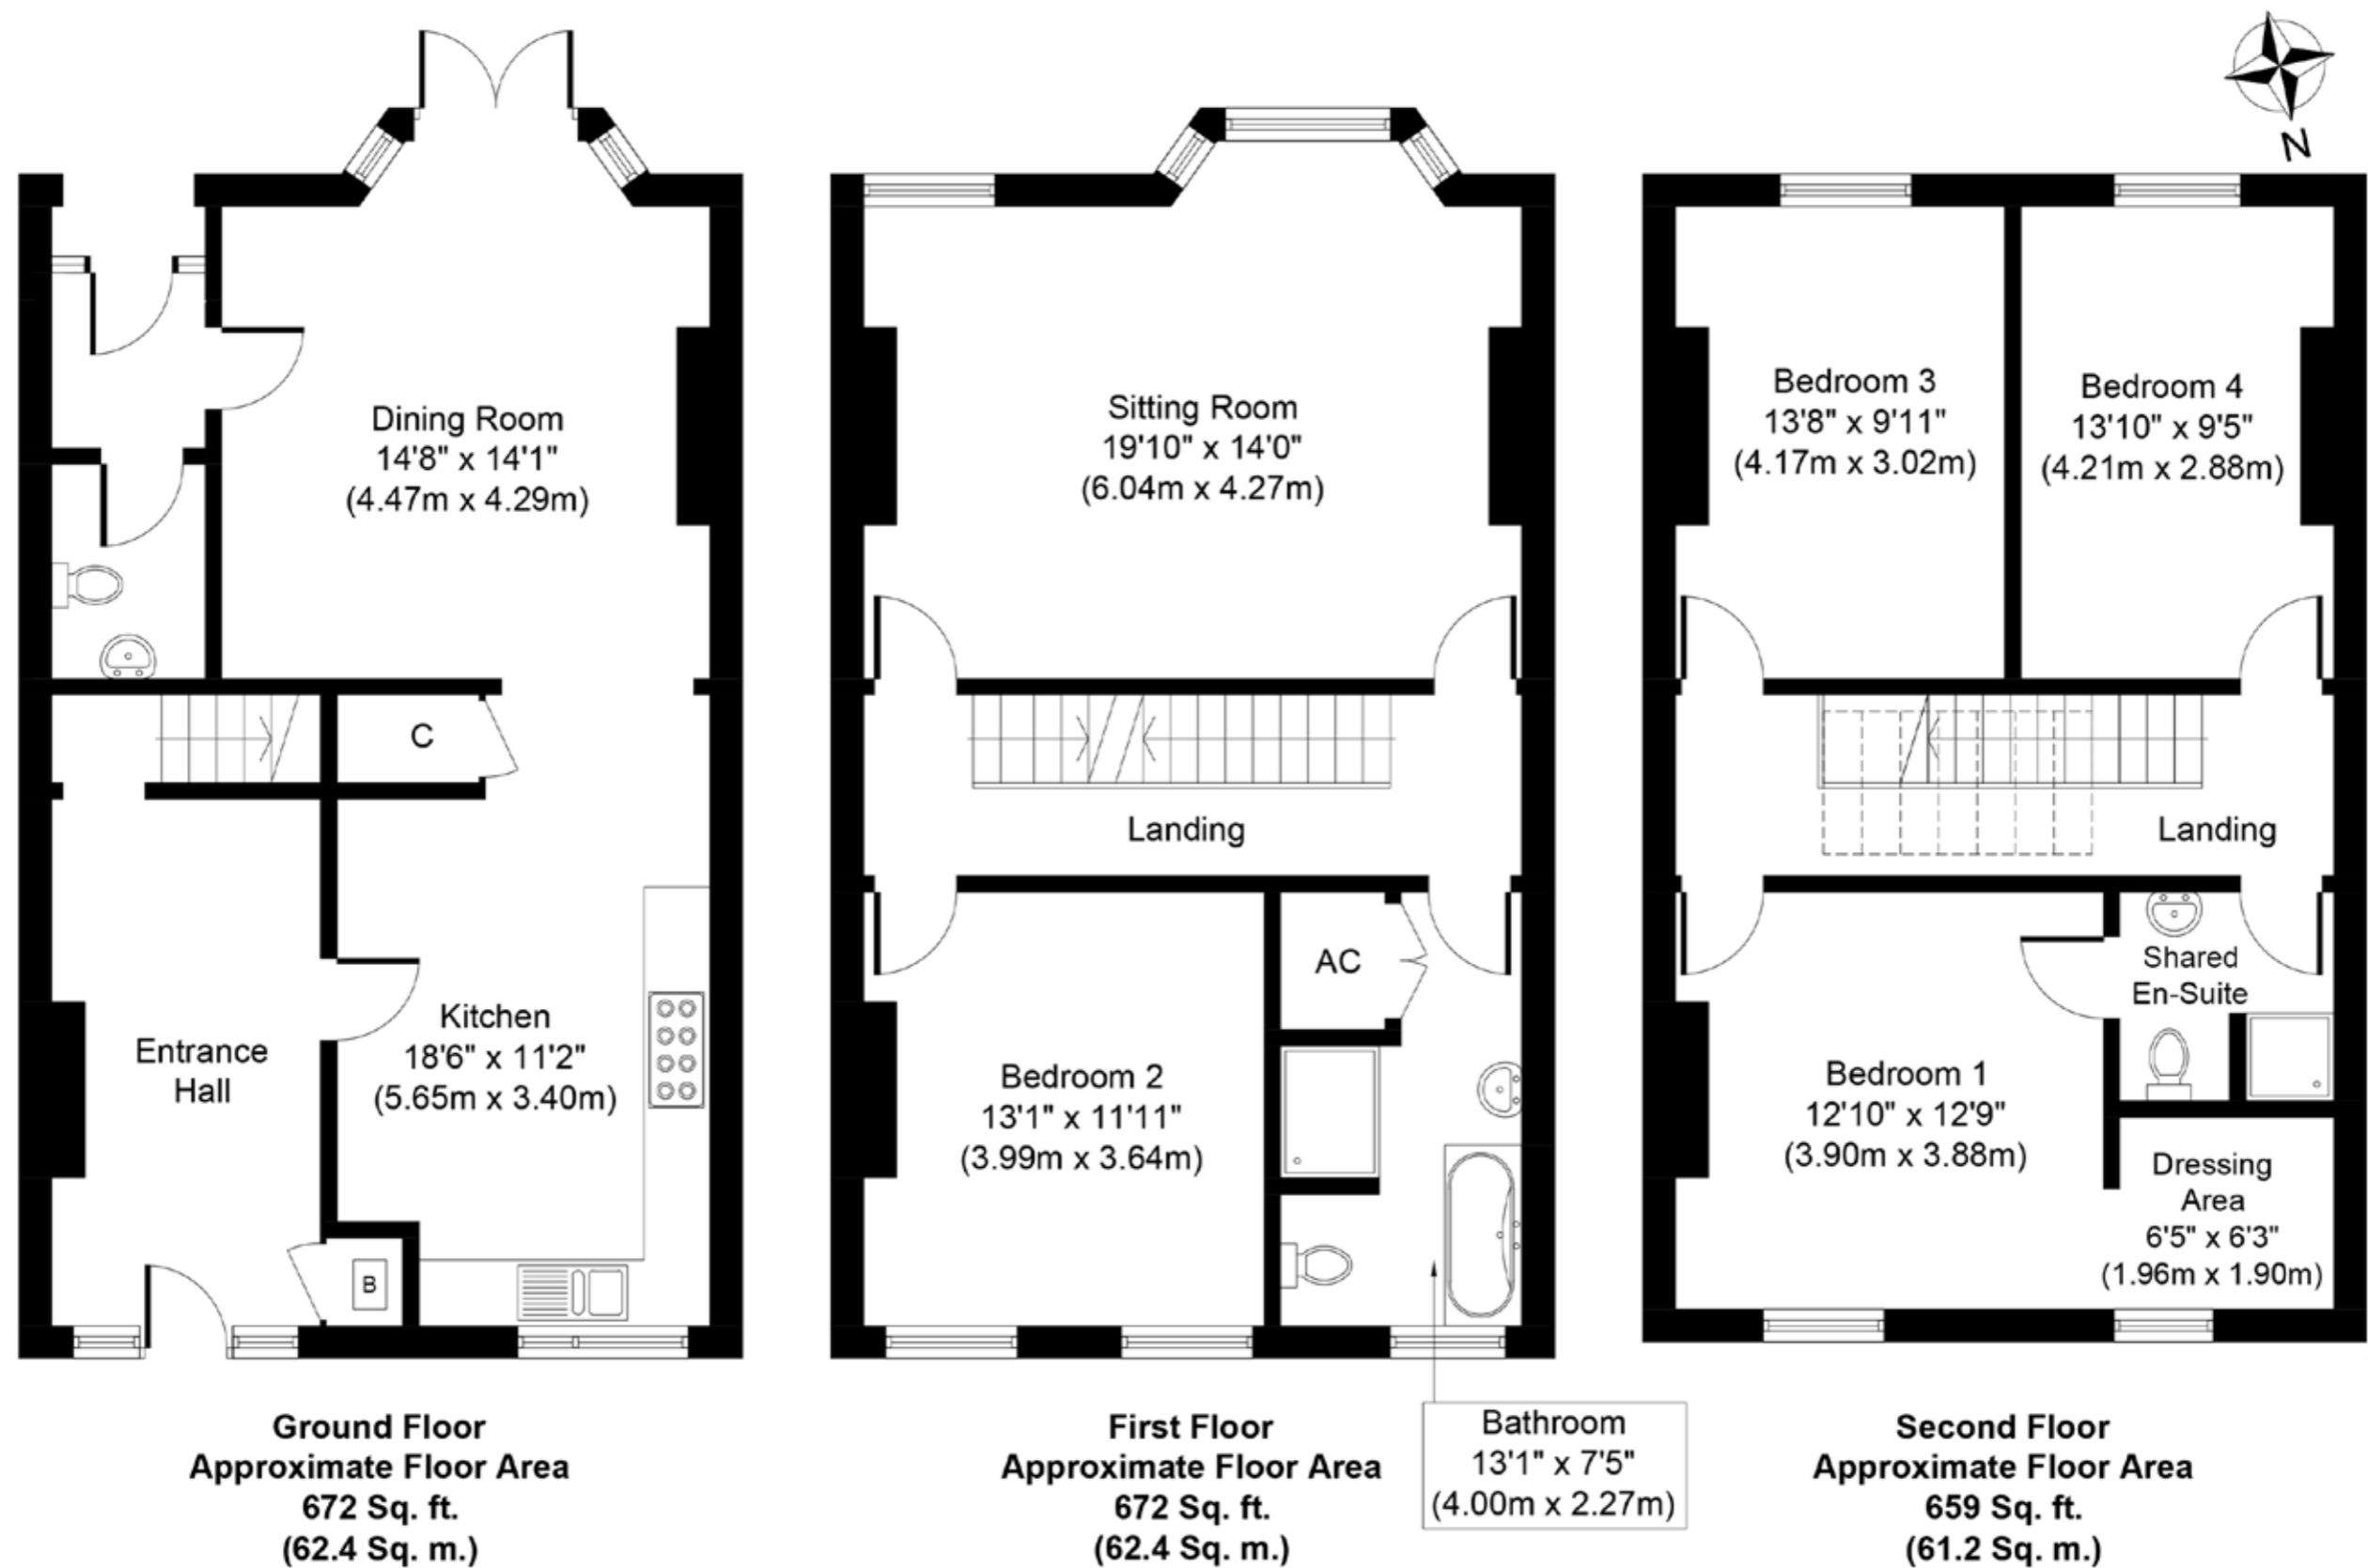 N
Dining Room
14'8" x 14'1"
(4.47m x 4.29m)
C
Entrance
Hall
Kitchen
18'6" x 11'2"
(5.65m x 3.40m)
B
Ground Floor
Approximate Floor Area
672 Sq. ft.
(62.4 Sq. m.)
Sitting Room
19'10" x 14'0"
(6.04m x 4.27m)
Landing
AC
Bedroom 2
13'1" x 11'11"
(3.99m x 3.64m)
Bathroom
13'1" x 7'5"
(4.00m x 2.27m)
First Floor
Approximate Floor Area
672 Sq. ft.
(62.4 Sq. m.)
Bedroom 3
13'8" x 9'11"
(4.17m x 3.02m)
Bedroom 4
13'10" x 9'5"
(4.21m x 2.88m)
Landing
Shared
En-Suite
Bedroom 1
12'10" x 12'9"
(3.90m x 3.88m)
Dressing
Area
6'5" x 6'3"
(1.96m x 1.90m)
Second Floor
Approximate Floor Area
659 Sq. ft.
(61.2 Sq. m.)